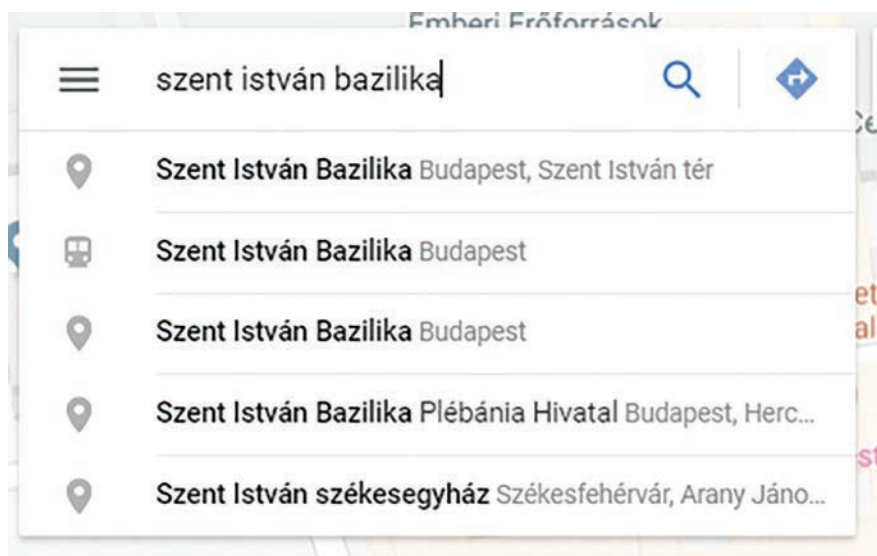 Emberi Erőforrások
szent istván bazilika
Szent István Bazilika Budapest, Szent István tér
Szent István Bazilika Budapest
Szent István Bazilika Budapest
Szent István Bazilika Plébánia Hivatal Budapest, Herc...
Szent István székesegyház Székesfehérvár, Arany Jáno...